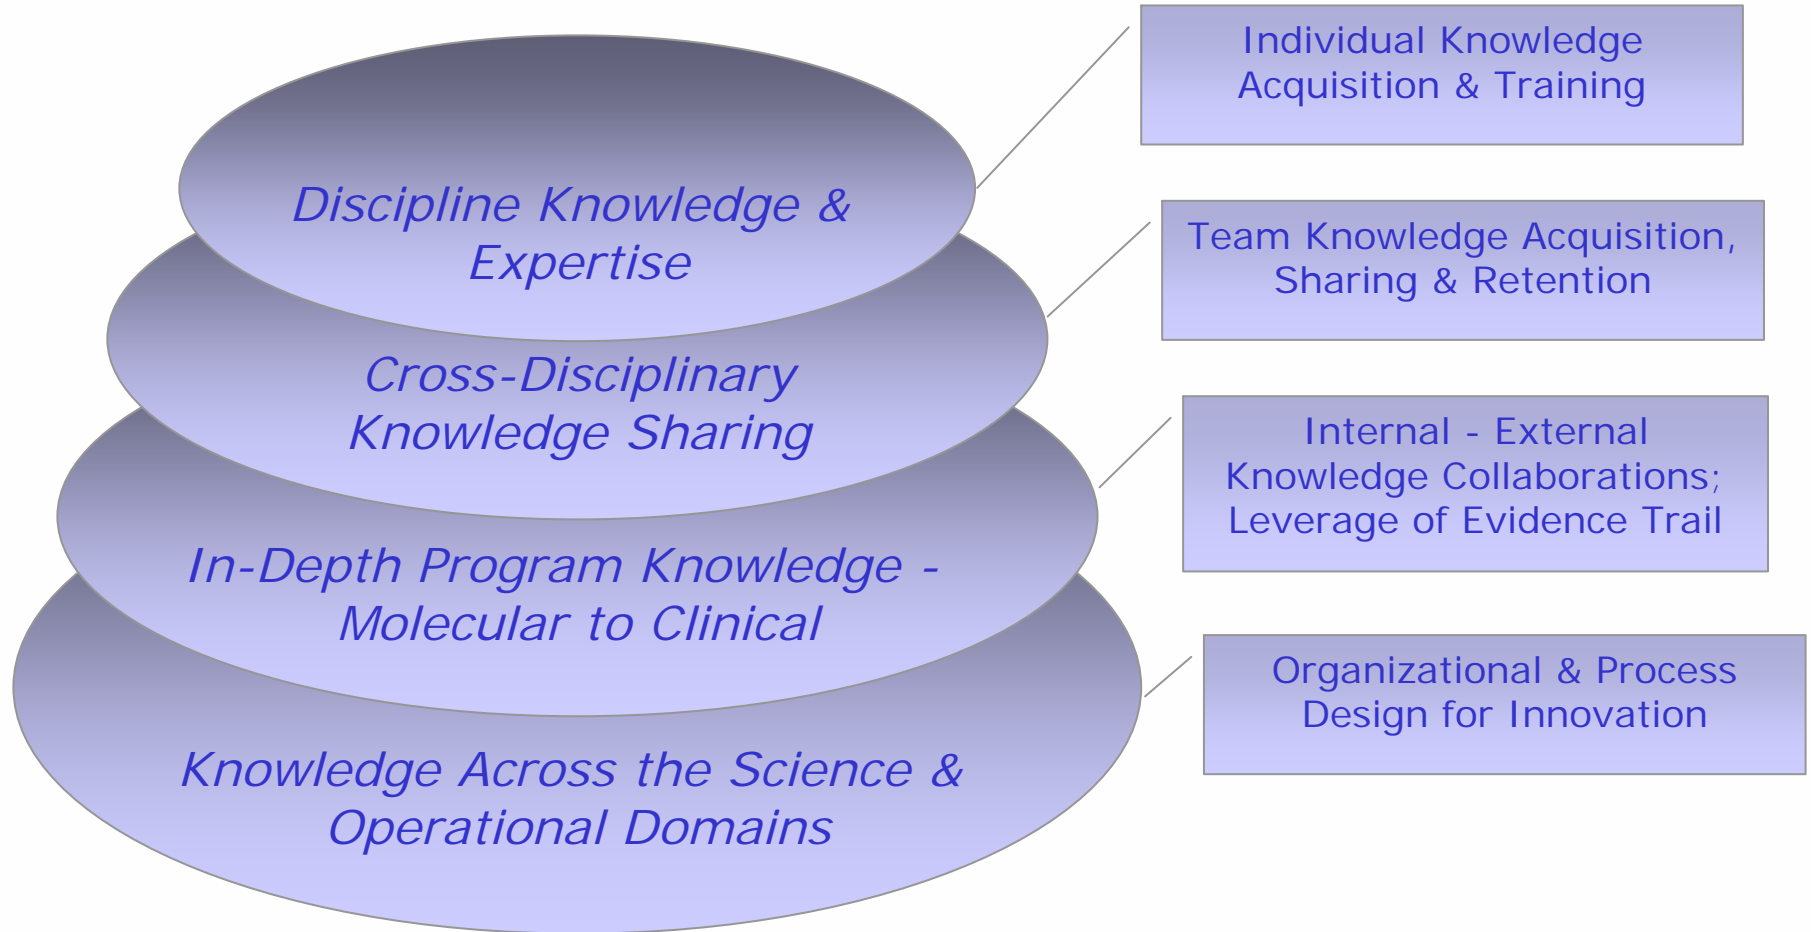 Discipline Knowledge &
Expertise
Individual Knowledge
Acquisition & Training
Cross-Disciplinary
Knowledge Sharing
Team Knowledge Acquisition,
Sharing & Retention
In-Depth Program Knowledge -
Molecular to Clinical
Internal - External
Knowledge Collaborations;
Leverage of Evidence Trail
Knowledge Across the Science &
Operational Domains
Organizational & Process
Design for Innovation